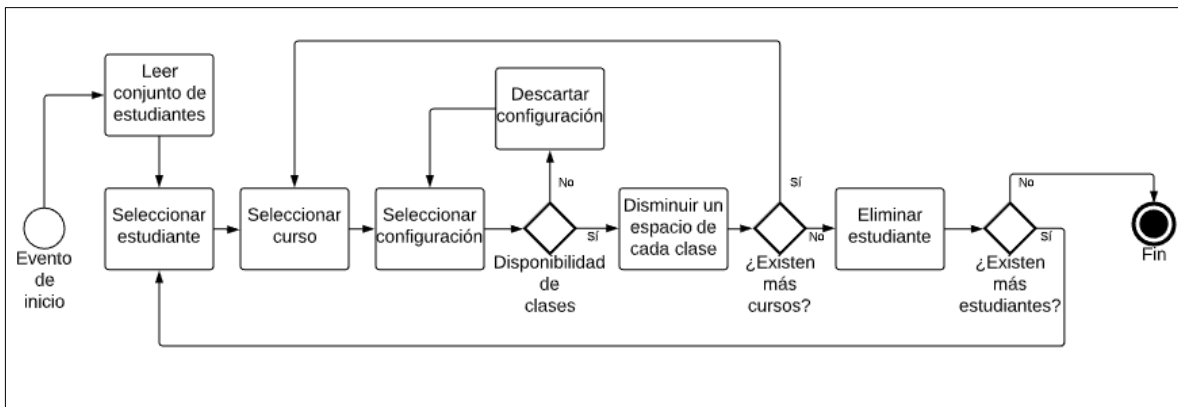 Leer
conjunto de
estudiantes
Descartar
configuración
No
Sí
No
Seleccionar
estudiante
Seleccionar
curso
Seleccionar
configuración
Sí
Disminuir un
espacio de
cada clase
No
Eliminar
estudiante
Sí
Evento
de
inicio
Disponibilidad
de
clases
¿Existen
más
cursos?
¿Existen
más
estudiantes?
Fin